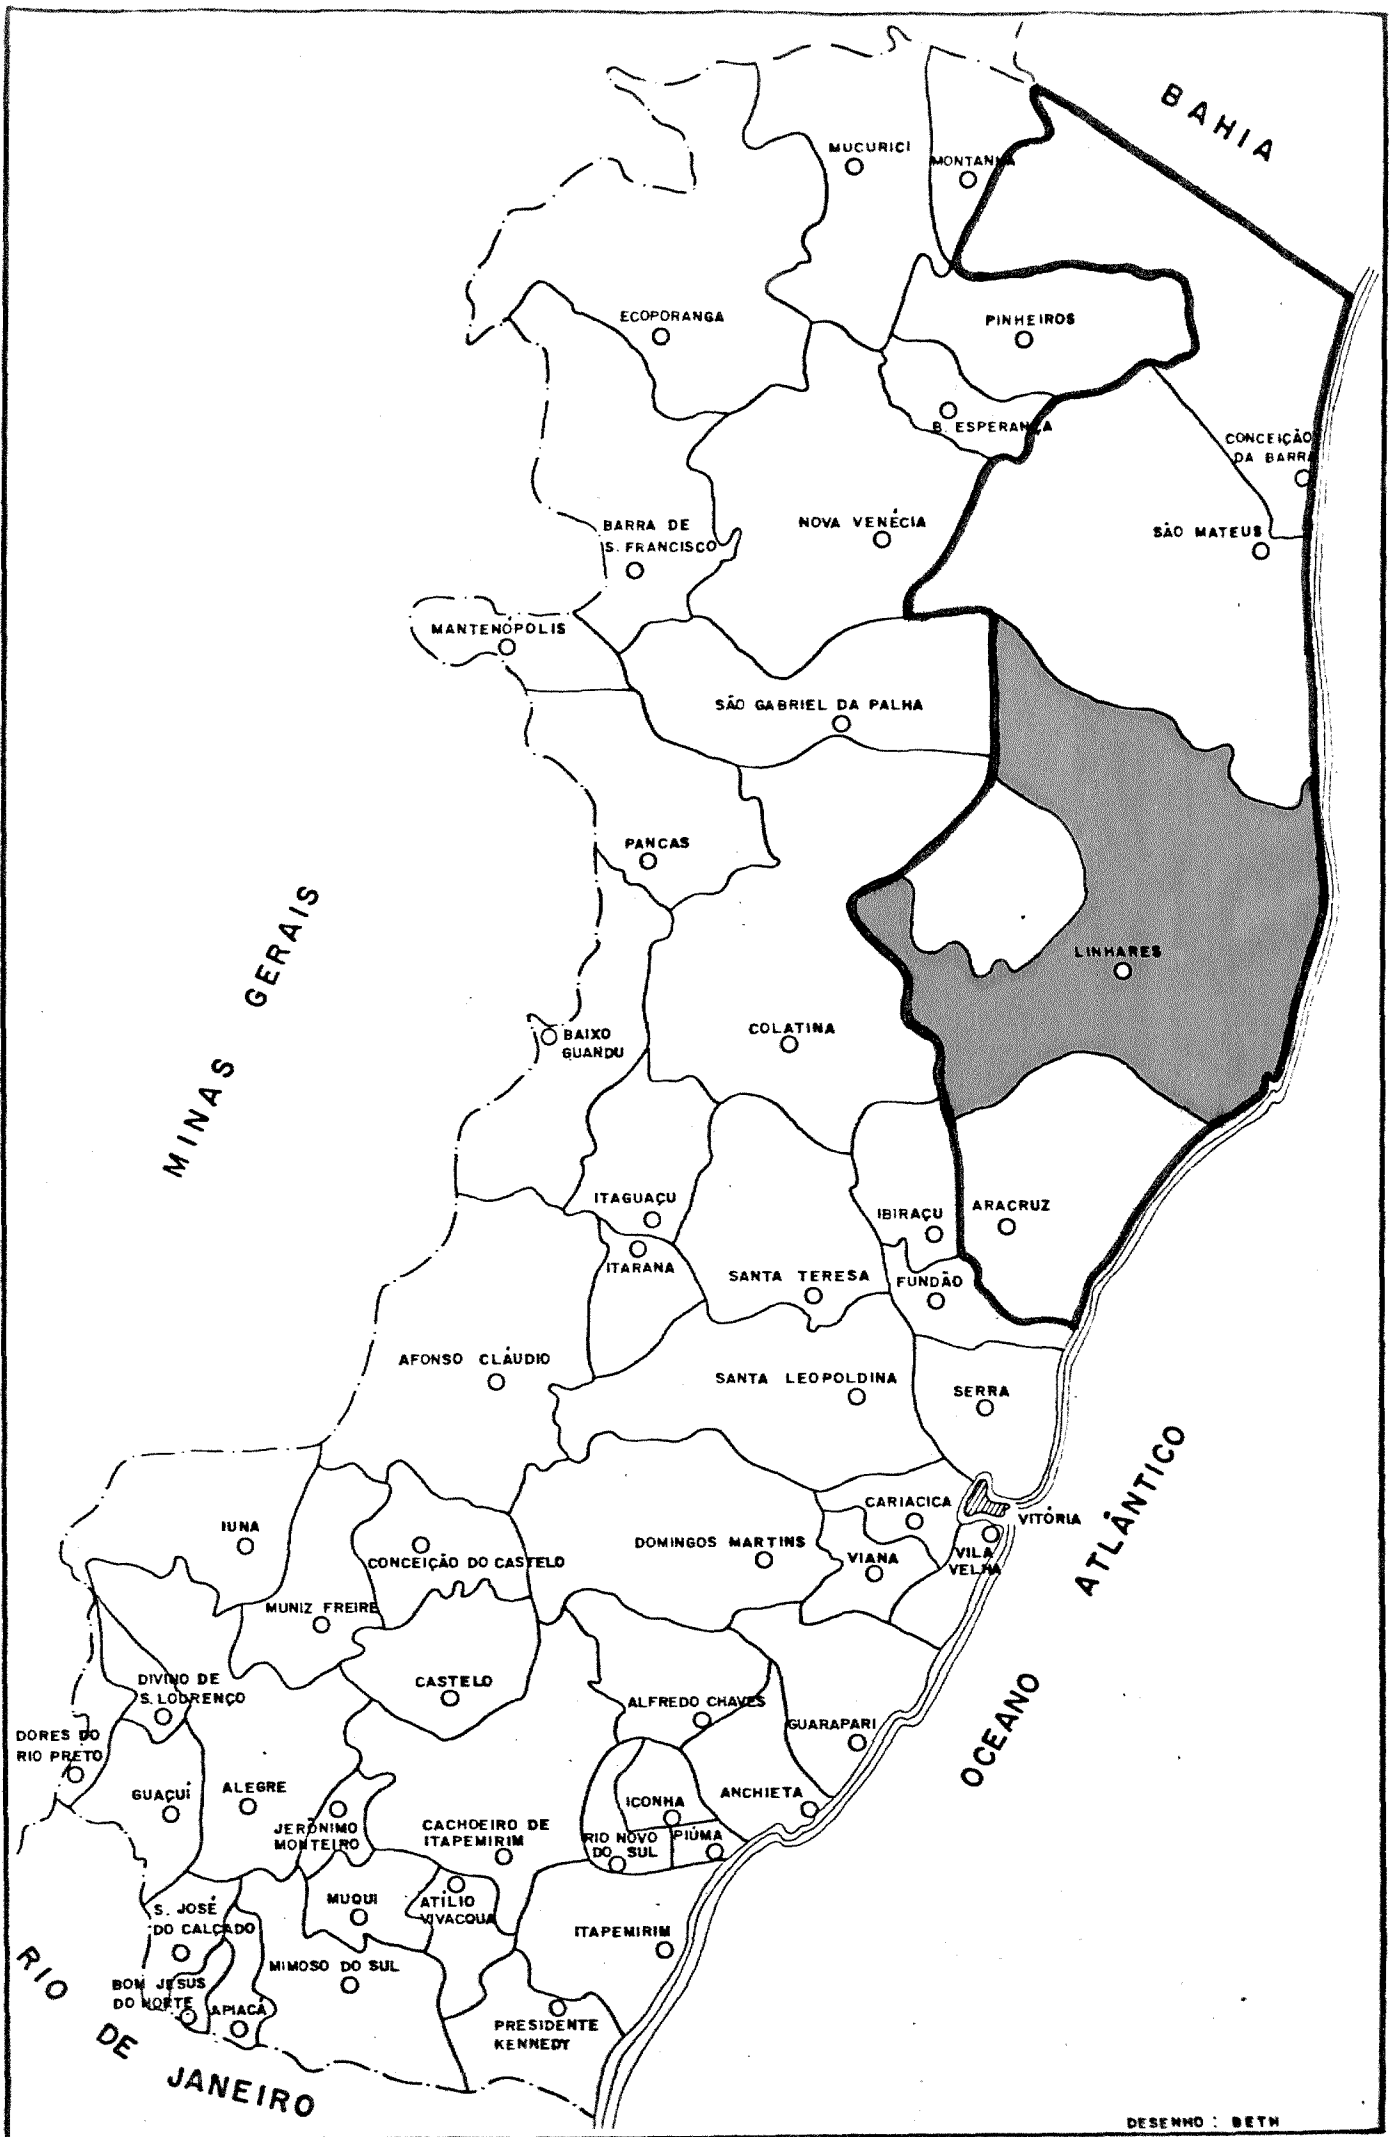 BAHIA
MUCURICI
MONTANHA
ECOPORANGA
PINHEIROS
B. ESPERANÇA
CONCEIÇÃO
DA BARRA
BARRA DE
S. FRANCISCO
NOVA VENÉCIA
SÃO MATEUS
MANTENÓPOLIS
SÃO GABRIEL DA PALHA
PANCAS
LINHARES
MINAS GERAIS
COLATINA
BAIXO
GUANDU
ITAGUAÇU
IBIRAÇU
ARACRUZ
ITARANA
SANTA TERESA
FUNDÃO
AFONSO CLÁUDIO
SANTA LEOPOLDINA
SERRA
CARIACICA
VITÓRIA
IUNA
CONCEIÇÃO DO CASTELO
DOMINGOS MARTINS
VIANA
VILA
VELHA
OCEANO ATLÂNTICO
MUNIZ FREIRE
DIVINO DE
S. LOURENÇO
CASTELO
ALFREDO CHAVES
GUARAPARI
DORES DO
RIO PRETO
GUAÇUÍ
ALEGRE
JERÔNIMO
MONTEIRO
CACHOEIRO DE
ITAPEMIRIM
ICONHA
ANCHIETA
RIO NOVO
DO SUL
PIÚMA
S. JOSÉ
DO CALÇADO
MUQUI
ATÍLIO
VIVACQUA
ITAPEMIRIM
MIMOSO DO SUL
BOM JESUS
DO NORTE
APIACÁ
PRESIDENTE
KENNEDY
RIO DE JANEIRO
DESENHO : BETH